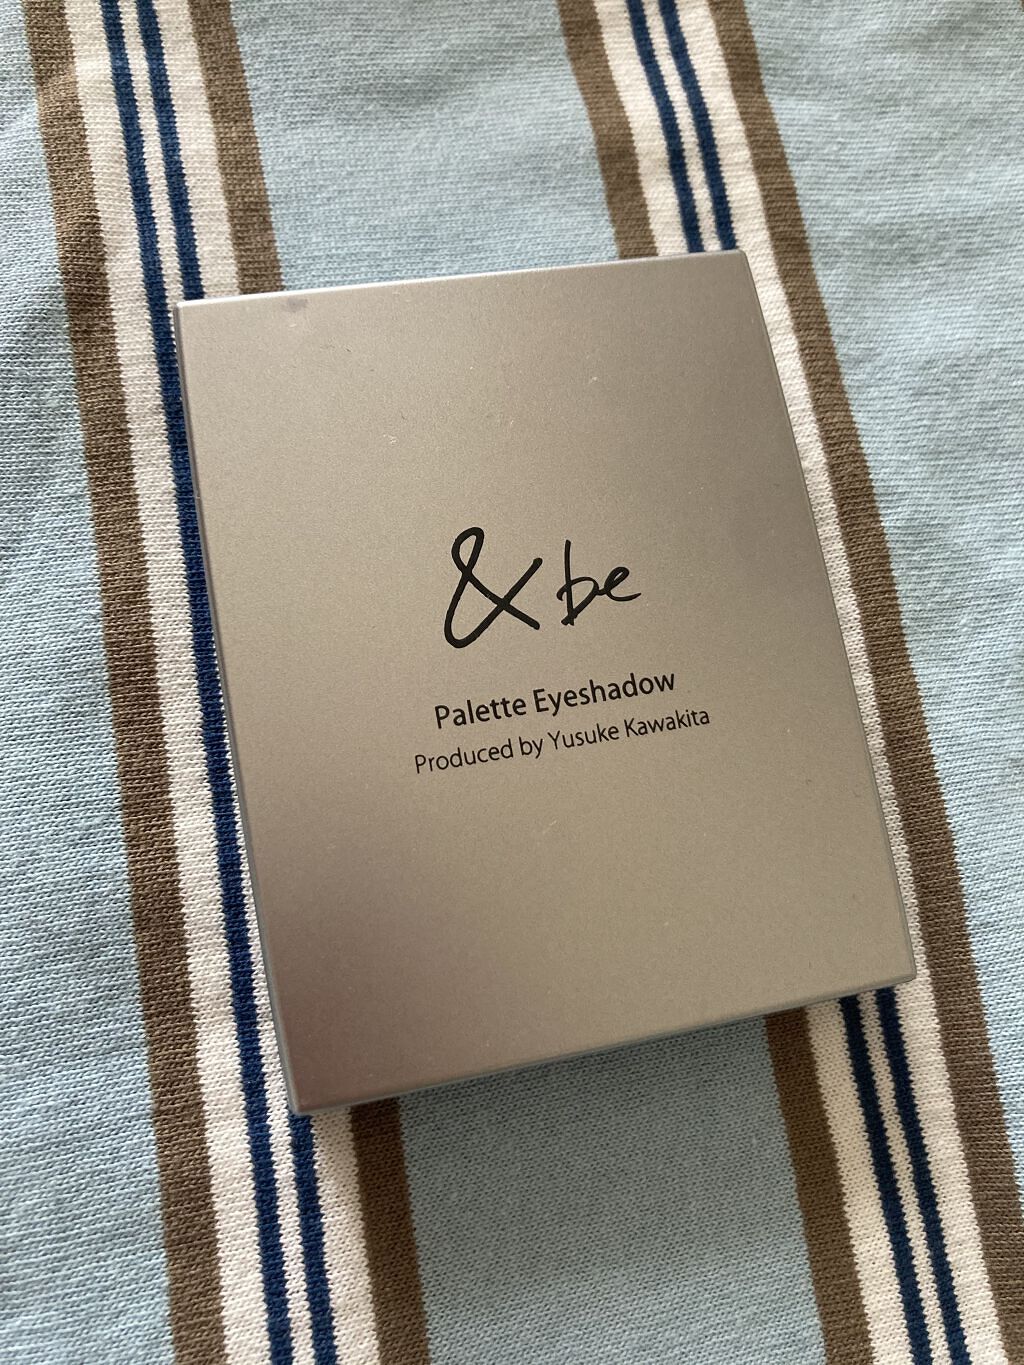 & be
Palette Eyeshadow
Produced by Yusuke Kawakita